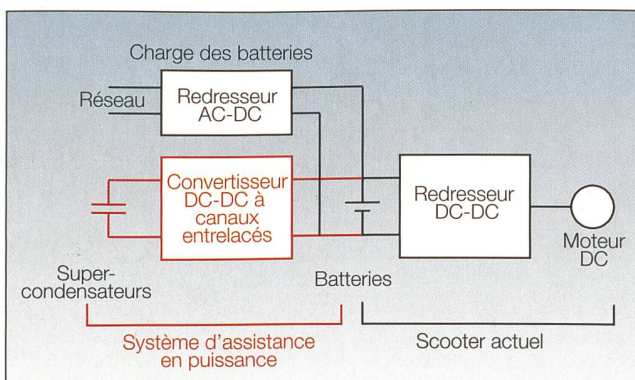 Charge des batteries
Réseau
Redresseur
AC-DC
Convertisseur
DC-DC à
canaux
entrelacés
Redresseur
DC-DC
Moteur
DC
Super-
condensateurs
Batteries
Système d'assistance
en puissance
Scooter actuel